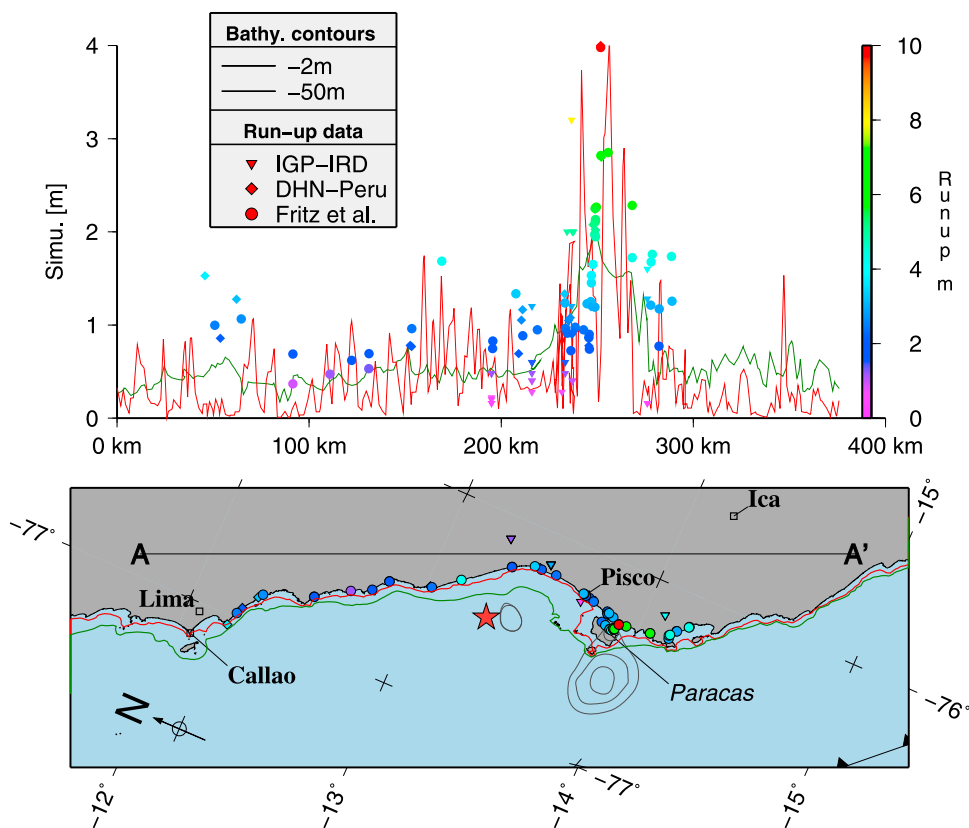 Bathy. contours
−2m
−50m
Run−up data
IGP−IRD
DHN−Peru
Fritz et al.
4
3
2
1
0
Simu. [m]
0 km
100 km
200 km
300 km
400 km
10
8
6
4
2
0
Runup m
−77°
A
A'
Ica
−15°
Lima
Pisco
Callao
Paracas
N
−76°
−12°
−13°
−14°
−77°
−15°